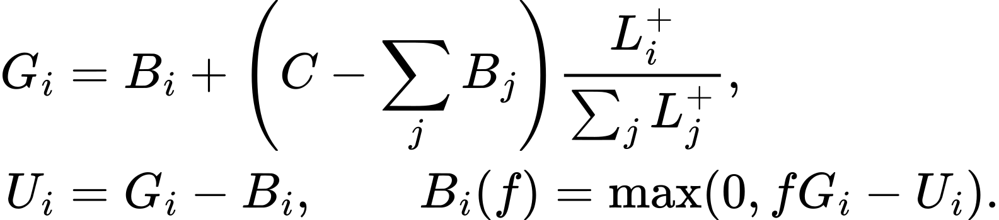 G_i = B_i + \left( C - \sum_j B_j \right) \frac{L_i^+}{\sum_j L_j^+},
U_i = G_i - B_i, \qquad B_i(f) = \max(0, fG_i - U_i).